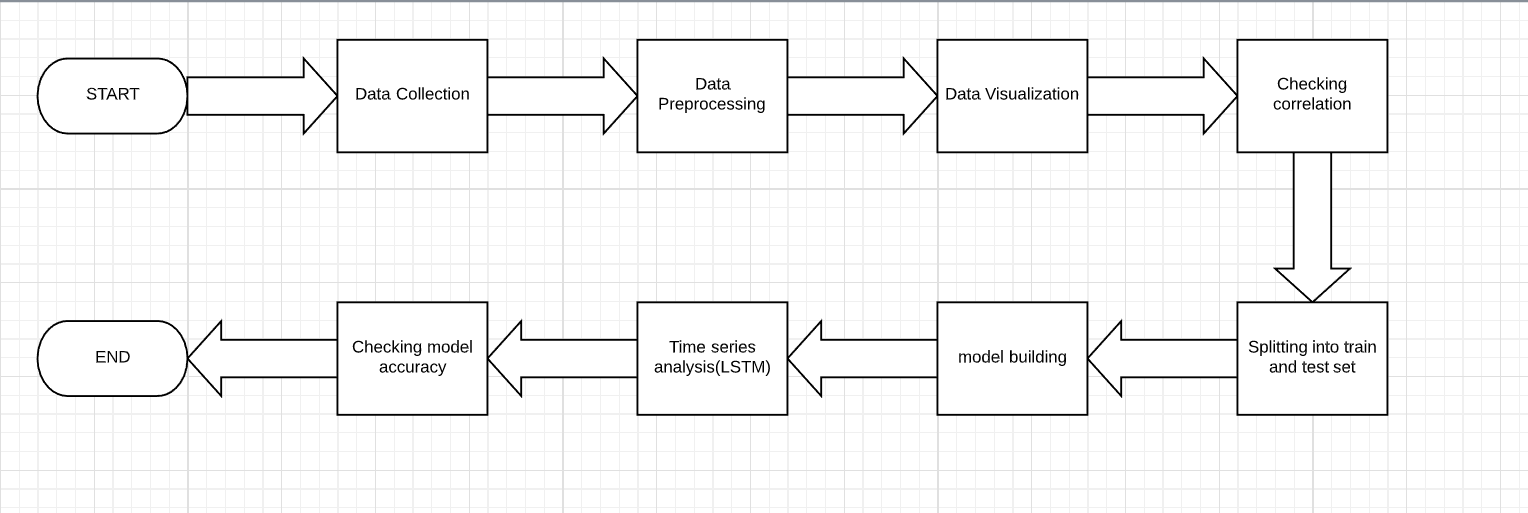 START
Data Collection
Data
Preprocessing
Data Visualization
Checking
correlation
Splitting into train
and test set
model building
Time series
analysis(LSTM)
Checking model
accuracy
END